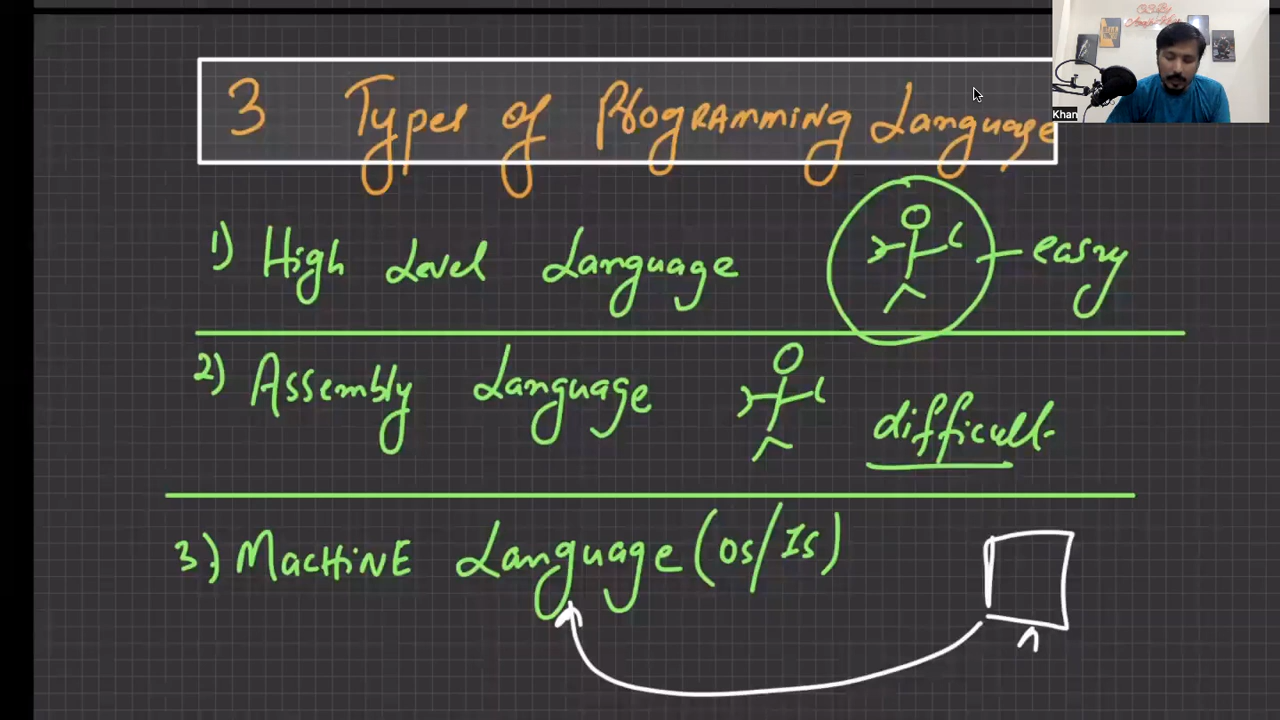 3 Types of Programming Language
1) High Level Language easy
2) Assembly Language difficult
3) Machine Language (0s/1s)
Khan